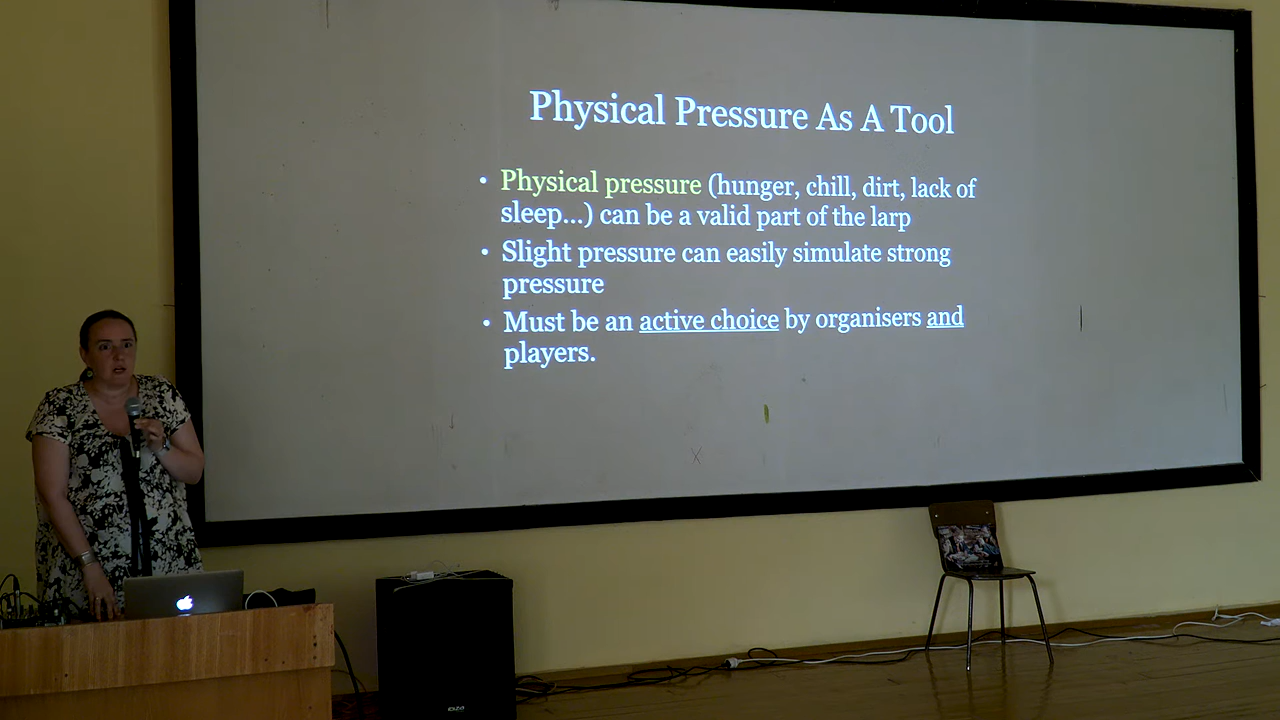 Physical Pressure As A Tool
• Physical pressure (hunger, chill, dirt, lack of
sleep...) can be a valid part of the larp
• Slight pressure can easily simulate strong
pressure
• Must be an active choice by organisers and
players.